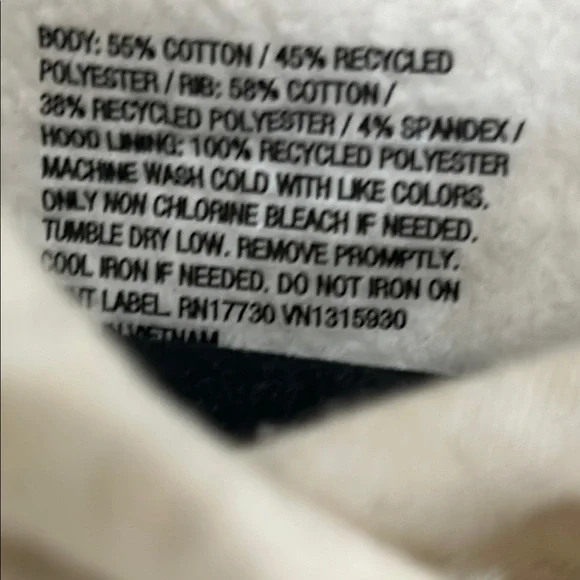 BODY: 55% COTTON / 45% RECYCLED
POLYESTER / RIB: 58% COTTON /
38% RECYCLED POLYESTER / 4% SPANDEX /
HOOD LINING: 100% RECYCLED POLYESTER
MACHINE WASH COLD WITH LIKE COLORS.
ONLY NON CHLORINE BLEACH IF NEEDED.
TUMBLE DRY LOW. REMOVE PROMPTLY.
COOL IRON IF NEEDED. DO NOT IRON ON
LABEL. RN17730 VN1315930
VIETNAM